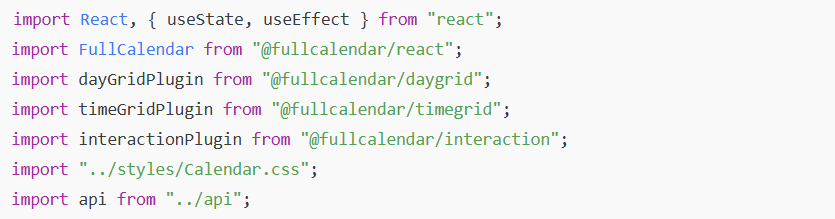 import React, { useState, useEffect } from "react";
import FullCalendar from "@fullcalendar/react";
import dayGridPlugin from "@fullcalendar/daygrid";
import timeGridPlugin from "@fullcalendar/timegrid";
import interactionPlugin from "@fullcalendar/interaction";
import "../styles/Calendar.css";
import api from "../api";